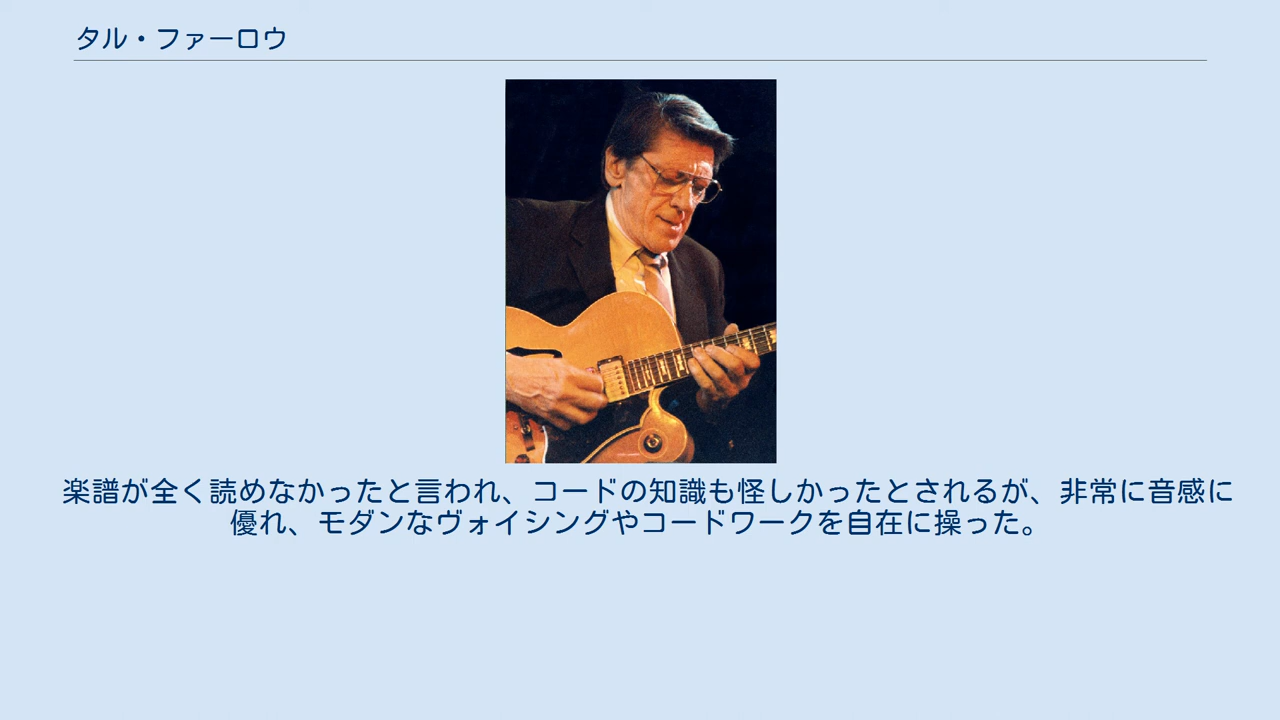 タル・ファーロウ
楽譜が全く読めなかったと言われ、コードの知識も怪しかったとされるが、非常に音感に
優れ、モダンなヴォイシングやコードワークを自在に操った。